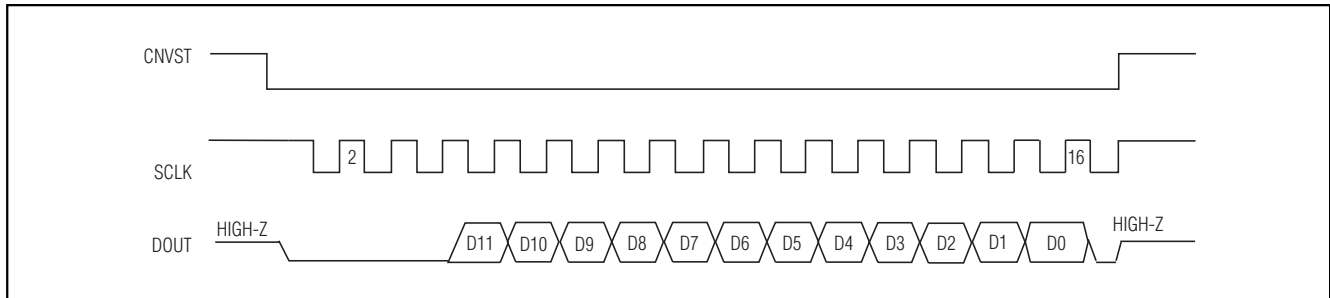 CNVST
2
16
SCLK
HIGH-Z
HIGH-Z
DOUT
D11 D10 D9 D8 D7 D6 D5 D4 D3 D2 D1 D0